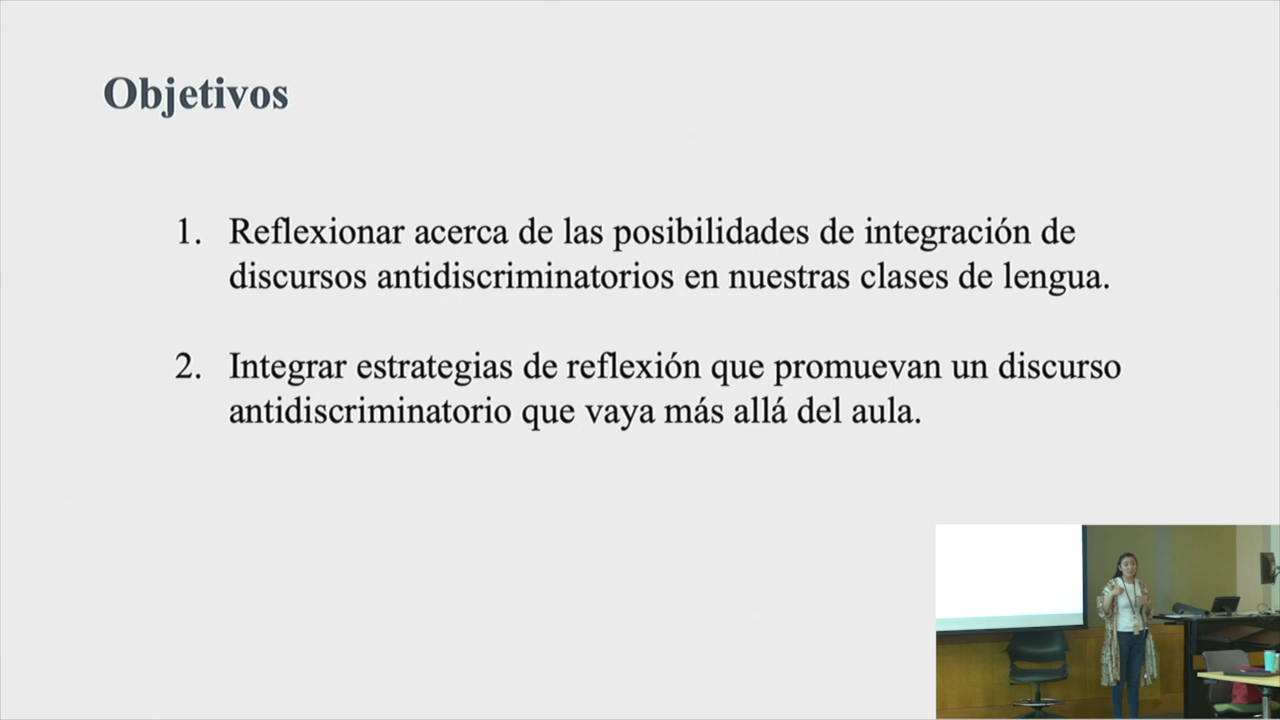 Objetivos
1. Reflexionar acerca de las posibilidades de integración de
discursos antidiscriminatorios en nuestras clases de lengua.
2. Integrar estrategias de reflexión que promuevan un discurso
antidiscriminatorio que vaya más allá del aula.